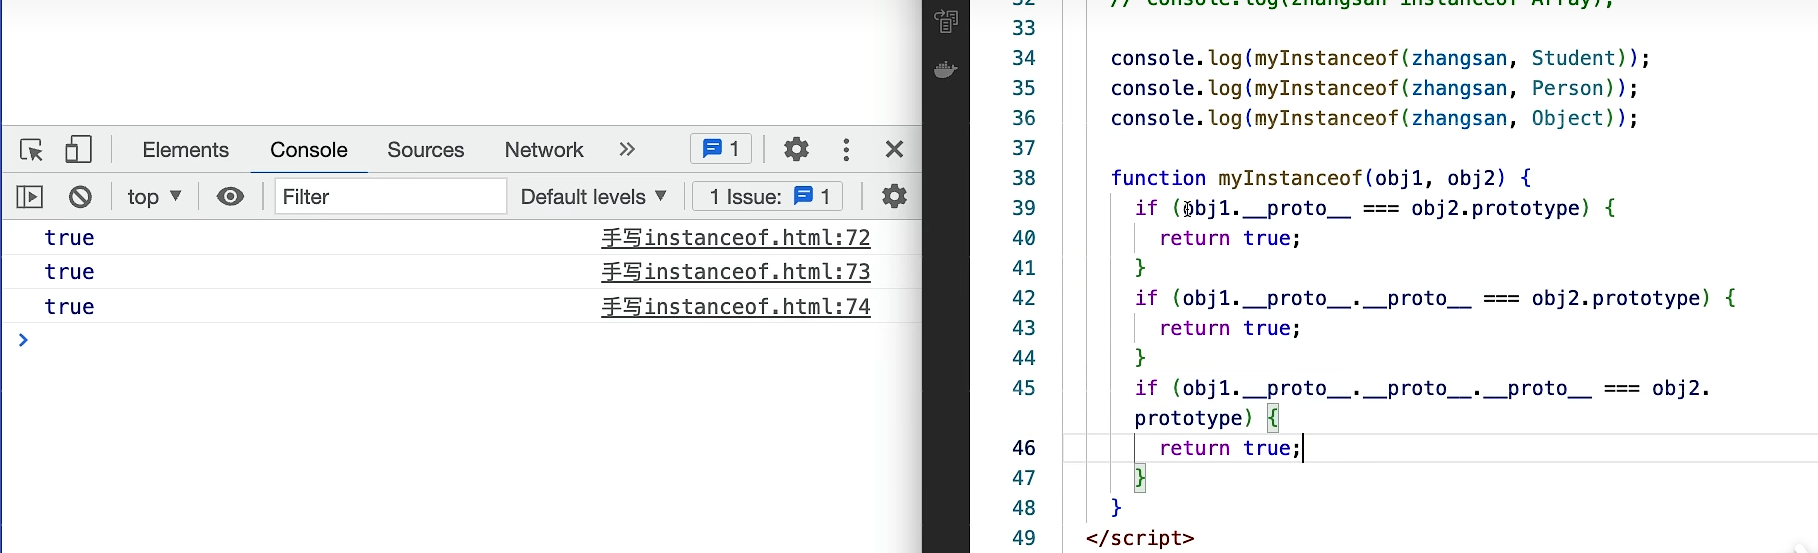 Elements Console Sources Network 1
top Filter Default levels 1 Issue: 1
true 手写instanceof.html:72
true 手写instanceof.html:73
true 手写instanceof.html:74
32 // console.log(zhangsan instanceof Array);
33
34 console.log(myInstanceof(zhangsan, Student));
35 console.log(myInstanceof(zhangsan, Person));
36 console.log(myInstanceof(zhangsan, Object));
37
38 function myInstanceof(obj1, obj2) {
39 if (obj1.__proto__ === obj2.prototype) {
40 return true;
41 }
42 if (obj1.__proto__.__proto__ === obj2.prototype) {
43 return true;
44 }
45 if (obj1.__proto__.__proto__.__proto__ === obj2.
prototype) {
46 return true;
47 }
48 }
49 </script>